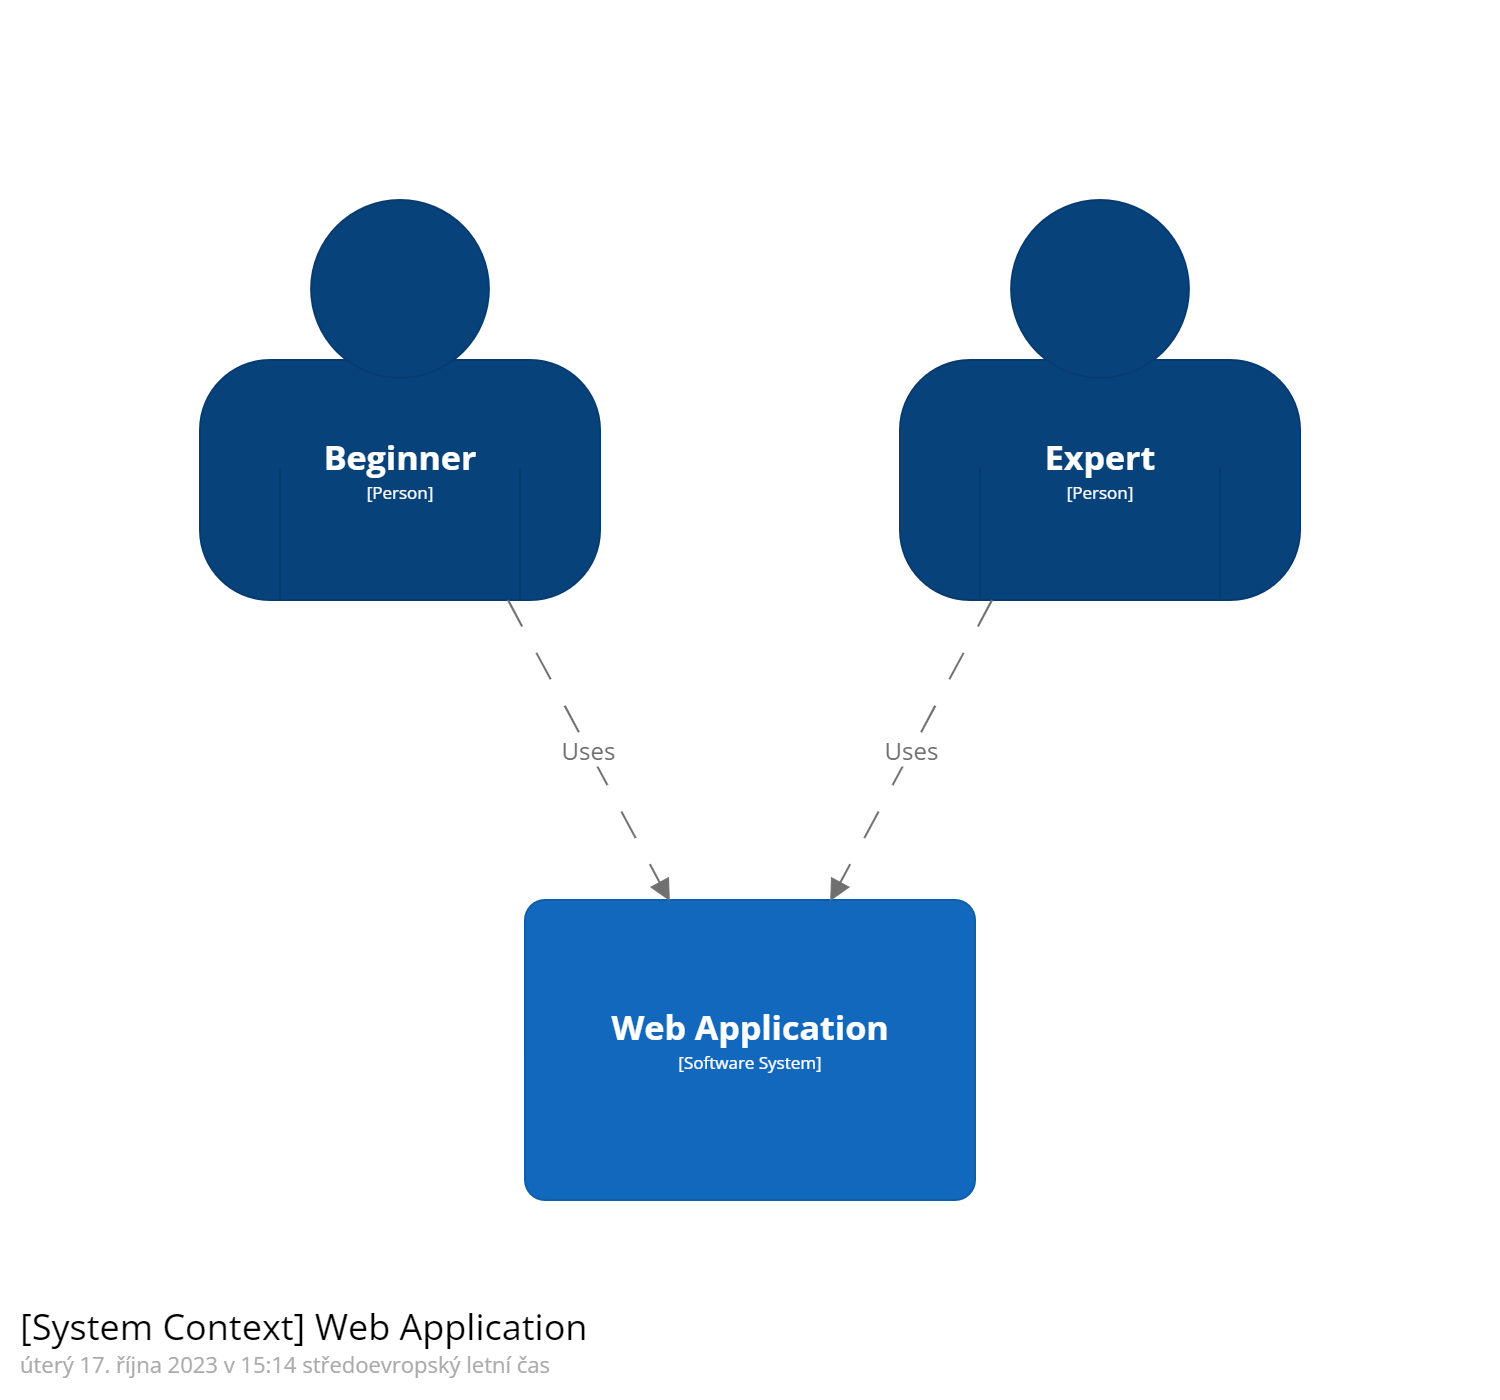 Beginner
[Person]
Expert
[Person]
Uses
Uses
Web Application
[Software System]
[System Context] Web Application
úterý 17. října 2023 v 15:14 středoevropský letní čas